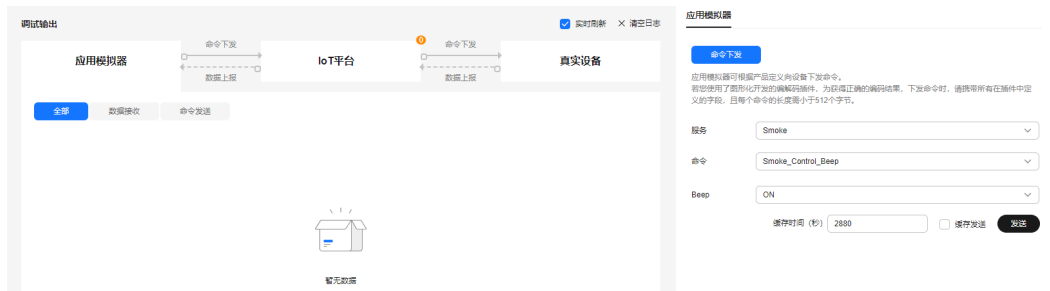 调试输出
实时刷新
清空日志
应用模拟器
命令下发
数据上报
IoT平台
0
命令下发
数据上报
真实设备
全部
数据接收
命令发送
暂无数据
应用模拟器
命令下发
应用模拟器可根据产品定义向设备下发命令。
若您使用了图形化开发的编解码插件，为获得正确的编码结果，下发命令时，请携带所有在插件中定
义的字段，且每个命令的长度需小于512个字节。
服务
Smoke
命令
Smoke_Control_Beep
Beep
ON
缓存时间（秒）
2880
缓存发送
发送